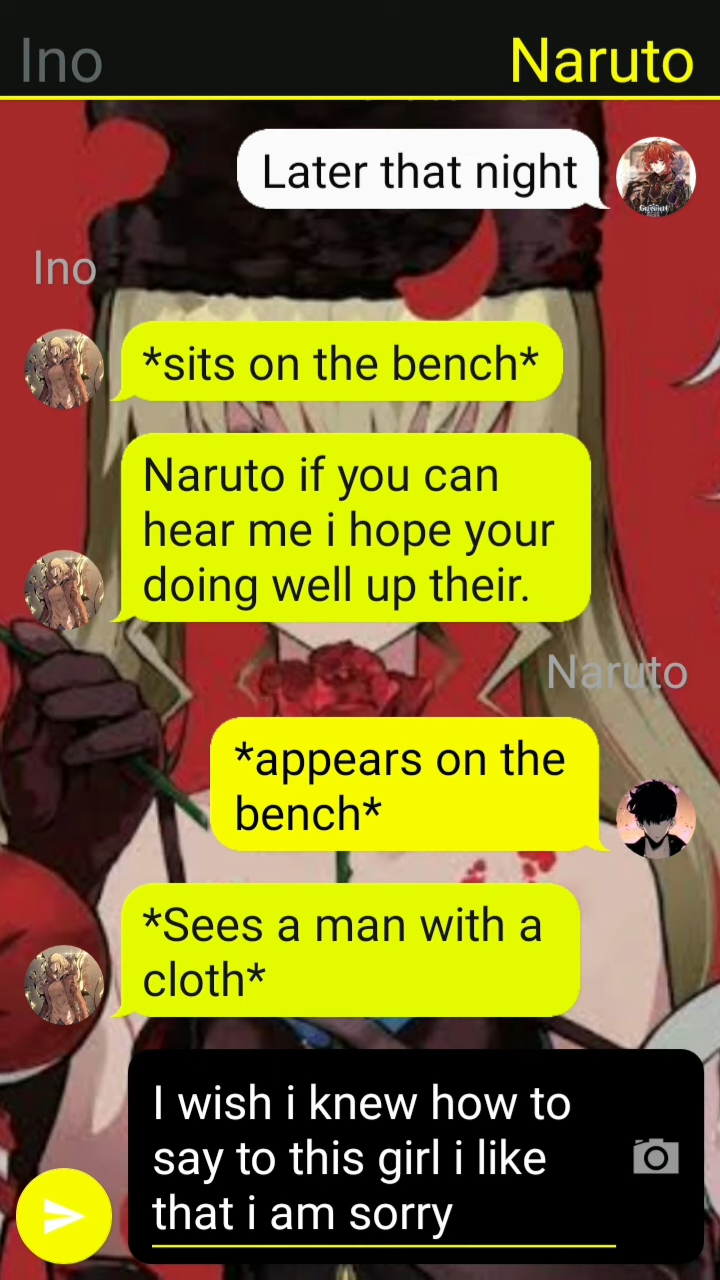 Ino
Naruto
Later that night
Ino
*sits on the bench*
Naruto if you can
hear me i hope your
doing well up their.
Naruto
*appears on the
bench*
*Sees a man with a
cloth*
I wish i knew how to
say to this girl i like
that i am sorry